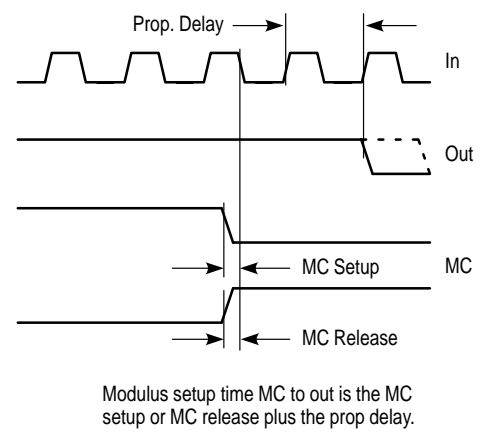 Prop. Delay
In
Out
MC Setup
MC
MC Release
Modulus setup time MC to out is the MC
setup or MC release plus the prop delay.